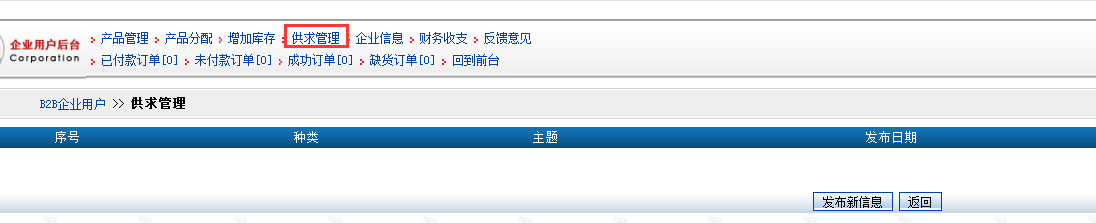 企业用户后台
Corporation
产品管理 产品分配 增加库存 供求管理 企业信息 财务收支 反馈意见
已付款订单[0] 未付款订单[0] 成功订单[0] 缺货订单[0] 回到前台
B2B企业用户 >> 供求管理
序号 种类 主题 发布日期
发布新信息 返回